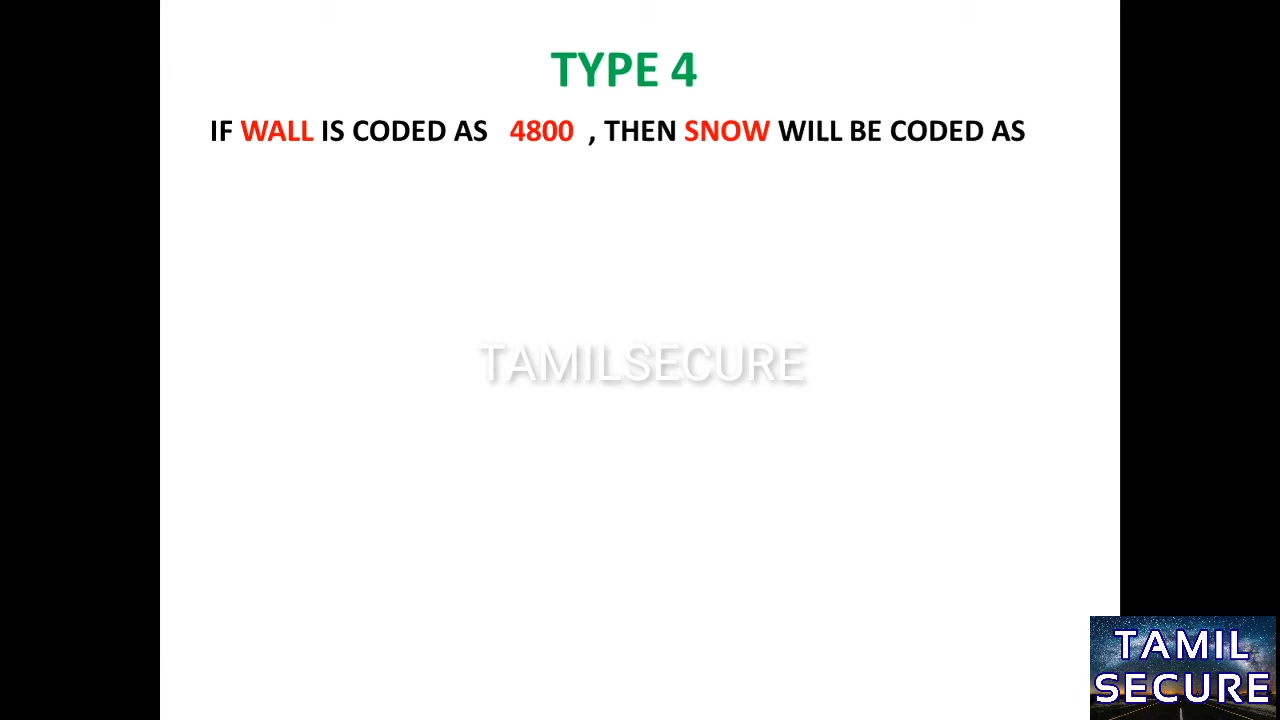 TYPE 4
IF WALL IS CODED AS 4800 , THEN SNOW WILL BE CODED AS
TAMILSECURE
TAMIL
SECURE